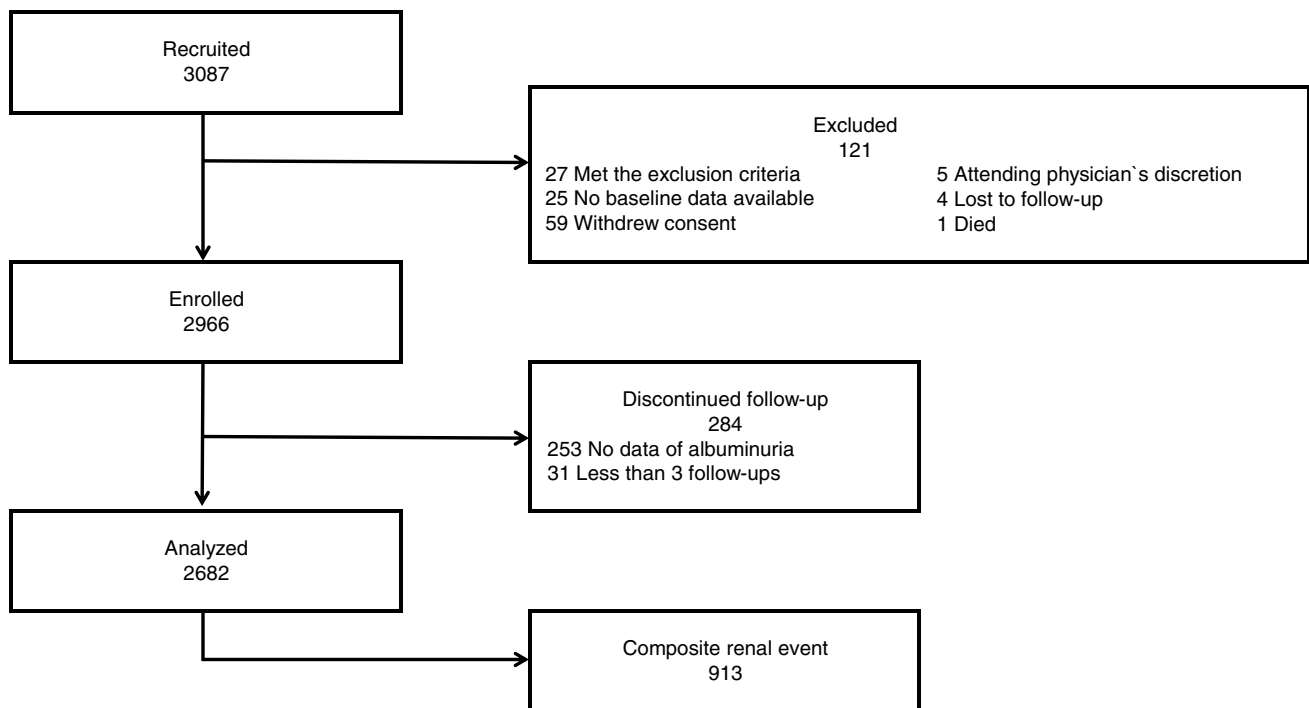 Recruited
3087
Excluded
121
27 Met the exclusion criteria
25 No baseline data available
59 Withdrew consent
5 Attending physician`s discretion
4 Lost to follow-up
1 Died
Enrolled
2966
Discontinued follow-up
284
253 No data of albuminuria
31 Less than 3 follow-ups
Analyzed
2682
Composite renal event
913